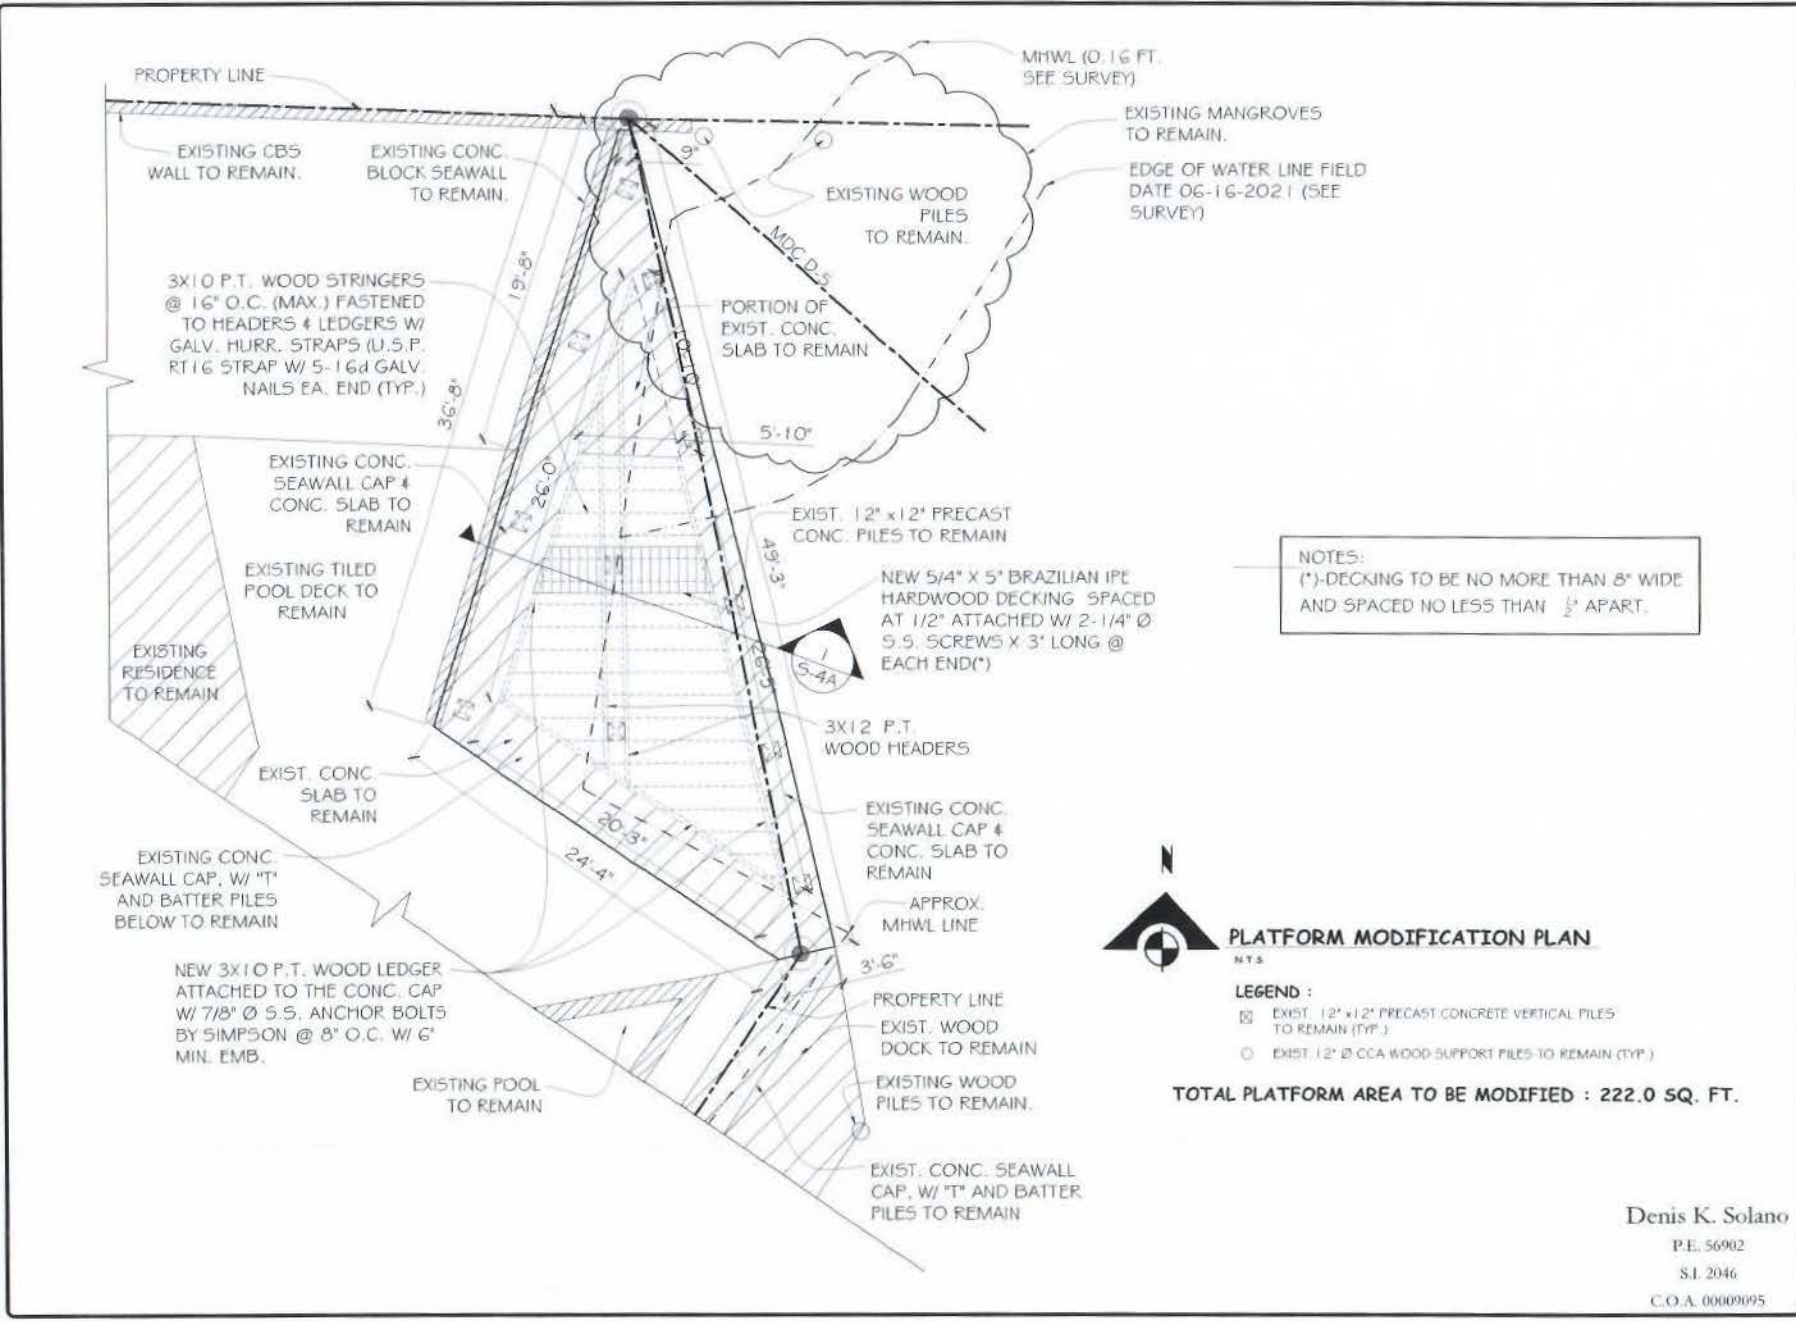 PROPERTY LINE
MHWL (0.16 FT.
SEE SURVEY)
EXISTING MANGROVES
TO REMAIN.
EXISTING CBS
WALL TO REMAIN.
EXISTING CONC.
BLOCK SEAWALL
TO REMAIN.
9"
EDGE OF WATER LINE FIELD
DATE 06-16-2021 (SEE
SURVEY)
EXISTING WOOD
PILES
TO REMAIN.
MDC D-5
3X10 P.T. WOOD STRINGERS
@ 16" O.C. (MAX.) FASTENED
TO HEADERS & LEDGERS W/
GALV. HURR. STRAPS (U.S.P.
RT16 STRAP W/ 5-16d GALV.
NAILS EA. END (TYP.)
19'-8"
36'-8"
PORTION OF
EXIST. CONC.
SLAB TO REMAIN
5'-10"
EXISTING CONC.
SEAWALL CAP &
CONC. SLAB TO
REMAIN
26'-0"
EXIST. 12" x12" PRECAST
CONC. PILES TO REMAIN
49'-3"
EXISTING TILED
POOL DECK TO
REMAIN
NEW 5/4" X 5" BRAZILIAN IPE
HARDWOOD DECKING SPACED
AT 1/2" ATTACHED W/ 2-1/4" Ø
S.S. SCREWS X 3" LONG @
EACH END(*)
NOTES:
(*)-DECKING TO BE NO MORE THAN 8" WIDE
AND SPACED NO LESS THAN ½" APART.
EXISTING
RESIDENCE
TO REMAIN
26'-5"
1
S-4A
3X12 P.T.
WOOD HEADERS
EXIST. CONC.
SLAB TO
REMAIN
20'-3"
24'-4"
EXISTING CONC.
SEAWALL CAP &
CONC. SLAB TO
REMAIN
EXISTING CONC.
SEAWALL CAP, W/ "T"
AND BATTER PILES
BELOW TO REMAIN
APPROX.
MHWL LINE
3'-6"
NEW 3X10 P.T. WOOD LEDGER
ATTACHED TO THE CONC. CAP
W/ 7/8" Ø S.S. ANCHOR BOLTS
BY SIMPSON @ 8" O.C. W/ 6"
MIN. EMB.
PROPERTY LINE
EXIST. WOOD
DOCK TO REMAIN
EXISTING POOL
TO REMAIN
EXISTING WOOD
PILES TO REMAIN.
EXIST. CONC. SEAWALL
CAP, W/ "T" AND BATTER
PILES TO REMAIN
N
PLATFORM MODIFICATION PLAN
N.T.S
LEGEND :
EXIST. 12" x12" PRECAST CONCRETE VERTICAL PILES
TO REMAIN (TYP.)
EXIST. 12" Ø CCA WOOD SUPPORT PILES TO REMAIN (TYP.)
TOTAL PLATFORM AREA TO BE MODIFIED : 222.0 SQ. FT.
Denis K. Solano
P.E. 56902
S.I. 2046
C.O.A. 00009095